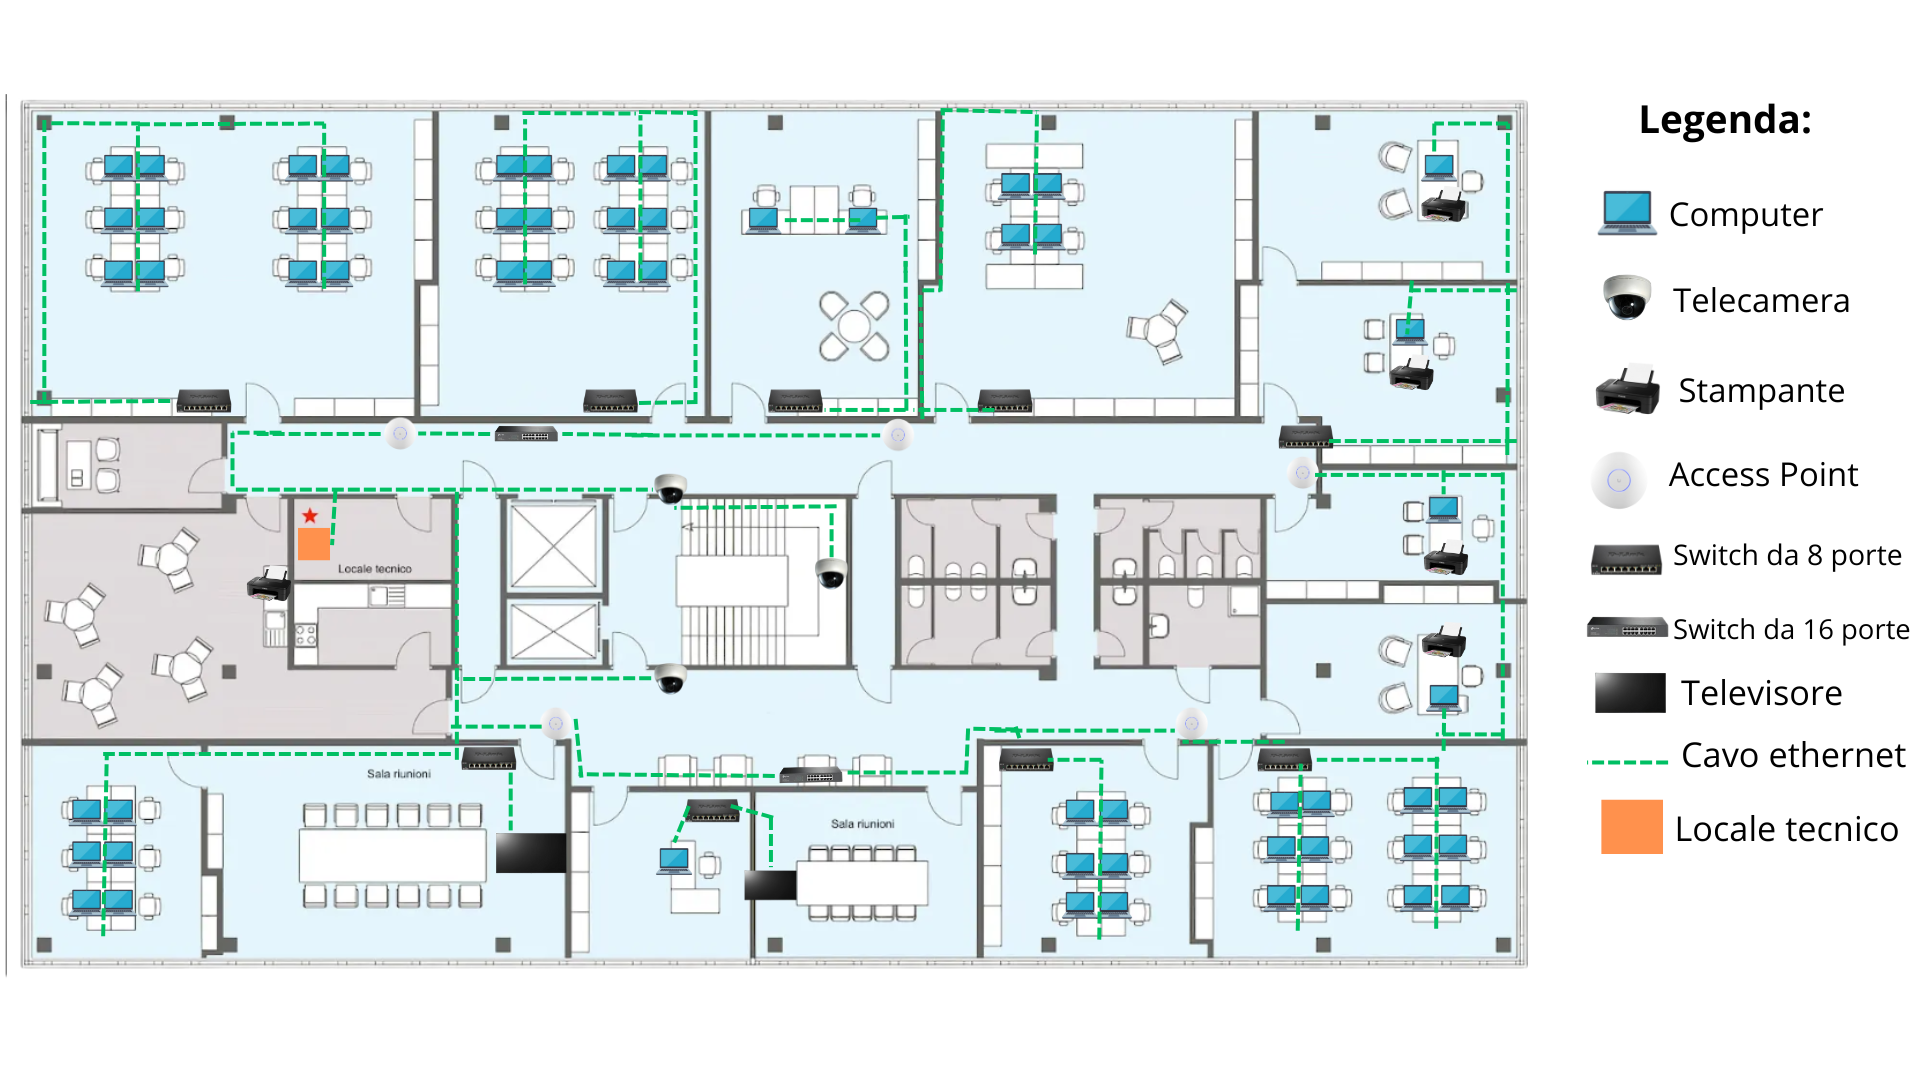 Legenda:
Computer
Telecamera
Stampante
Access Point
Switch da 8 porte
Switch da 16 porte
Televisore
Cavo ethernet
Locale tecnico
Locale tecnico
Sala riunioni
Sala riunioni